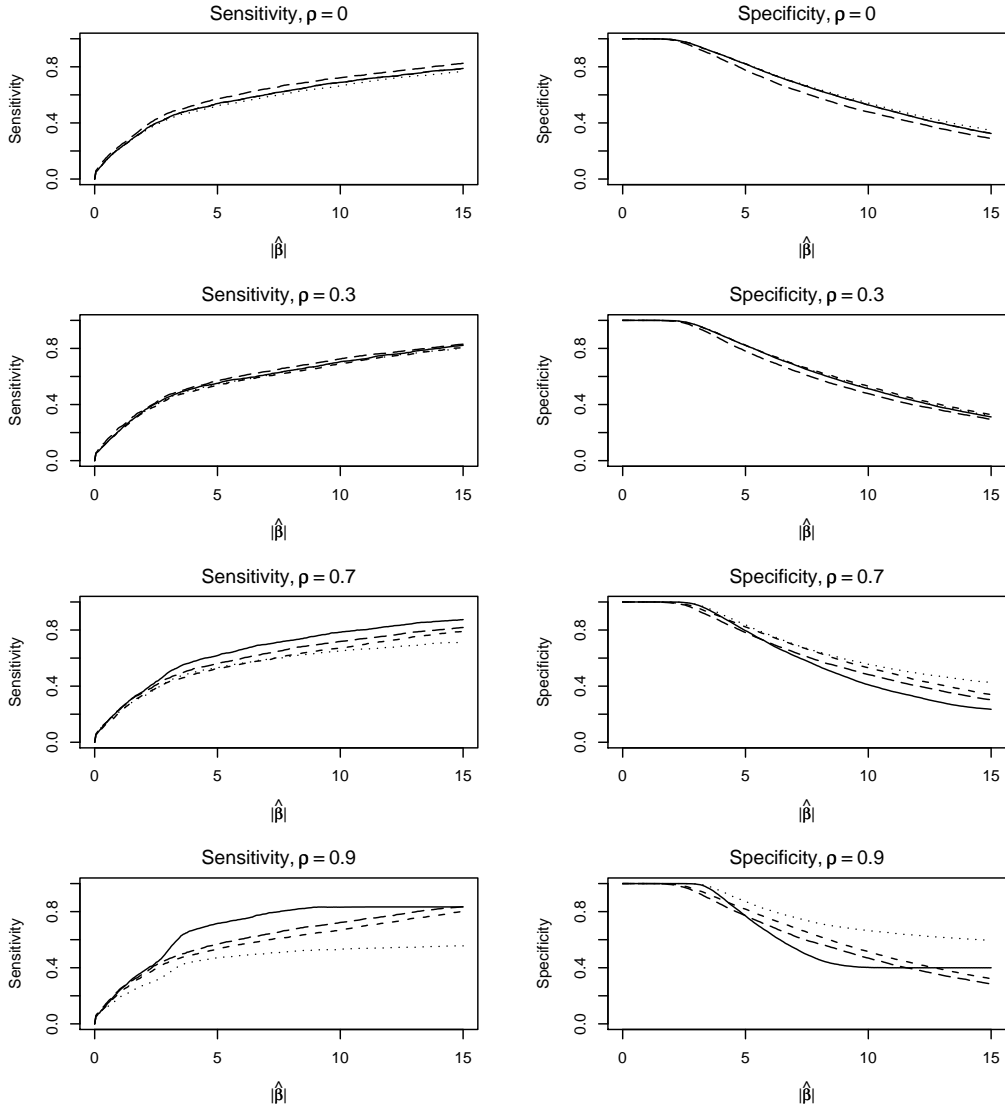 Sensitivity, ρ = 0
Sensitivity
0.0 0.4 0.8
0 5 10 15
|β̂|
Specificity, ρ = 0
Specificity
0.0 0.4 0.8
0 5 10 15
|β̂|
Sensitivity, ρ = 0.3
Sensitivity
0.0 0.4 0.8
0 5 10 15
|β̂|
Specificity, ρ = 0.3
Specificity
0.0 0.4 0.8
0 5 10 15
|β̂|
Sensitivity, ρ = 0.7
Sensitivity
0.0 0.4 0.8
0 5 10 15
|β̂|
Specificity, ρ = 0.7
Specificity
0.0 0.4 0.8
0 5 10 15
|β̂|
Sensitivity, ρ = 0.9
Sensitivity
0.0 0.4 0.8
0 5 10 15
|β̂|
Specificity, ρ = 0.9
Specificity
0.0 0.4 0.8
0 5 10 15
|β̂|